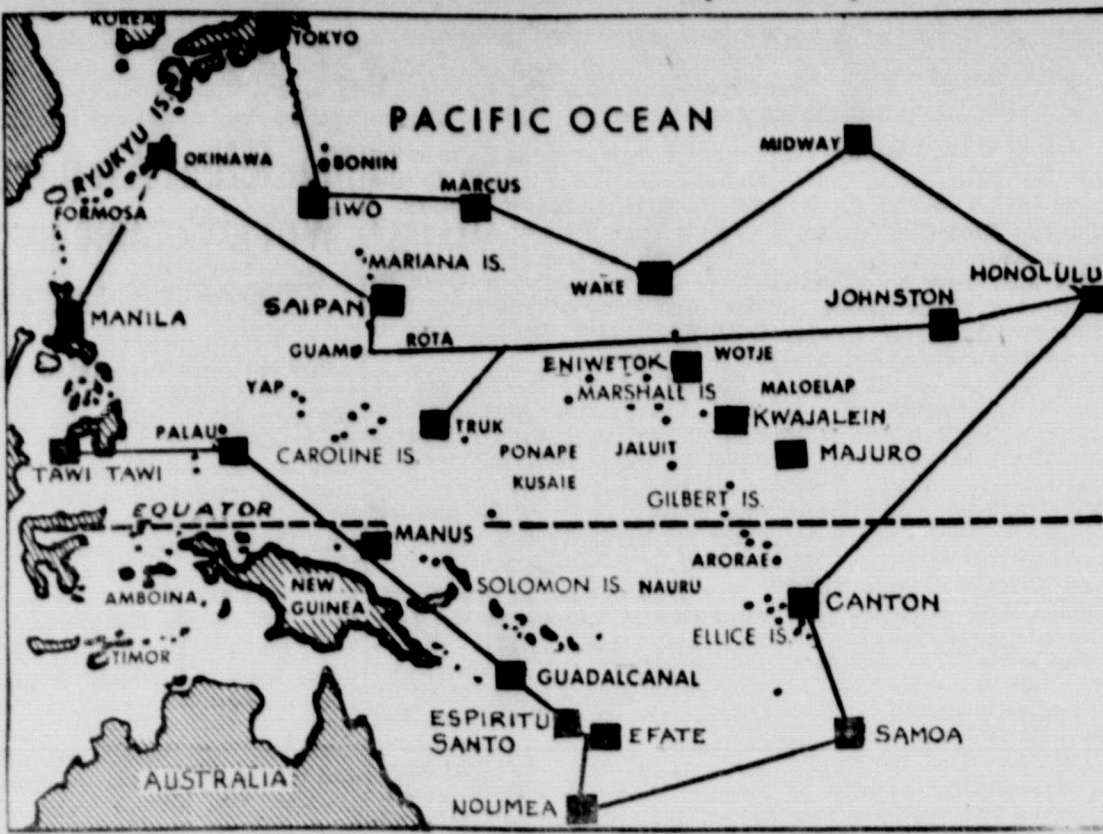 KOREA
TOKYO
PACIFIC OCEAN
RYUKYU IS.
OKINAWA
BONIN
MIDWAY
MARCUS
IWO
FORMOSA
MARIANA IS.
HONOLULU
WAKE
JOHNSTON
SAIPAN
MANILA
ROTA
GUAM
ENIWETOK
WOTJE
YAP
MARSHALL IS
MALOELAP
KWAJALEIN
PALAU
TRUK
CAROLINE IS.
PONAPE
JALUIT
MAJURO
TAWI TAWI
KUSAIE
GILBERT IS.
EQUATOR
MANUS
ARORAE
SOLOMON IS.
NAURU
NEW
GUINEA
AMBOINA
CANTON
ELLICE IS.
TIMOR
GUADALCANAL
ESPIRITU
SANTO
EFATE
SAMOA
AUSTRALIA
NOUMEA